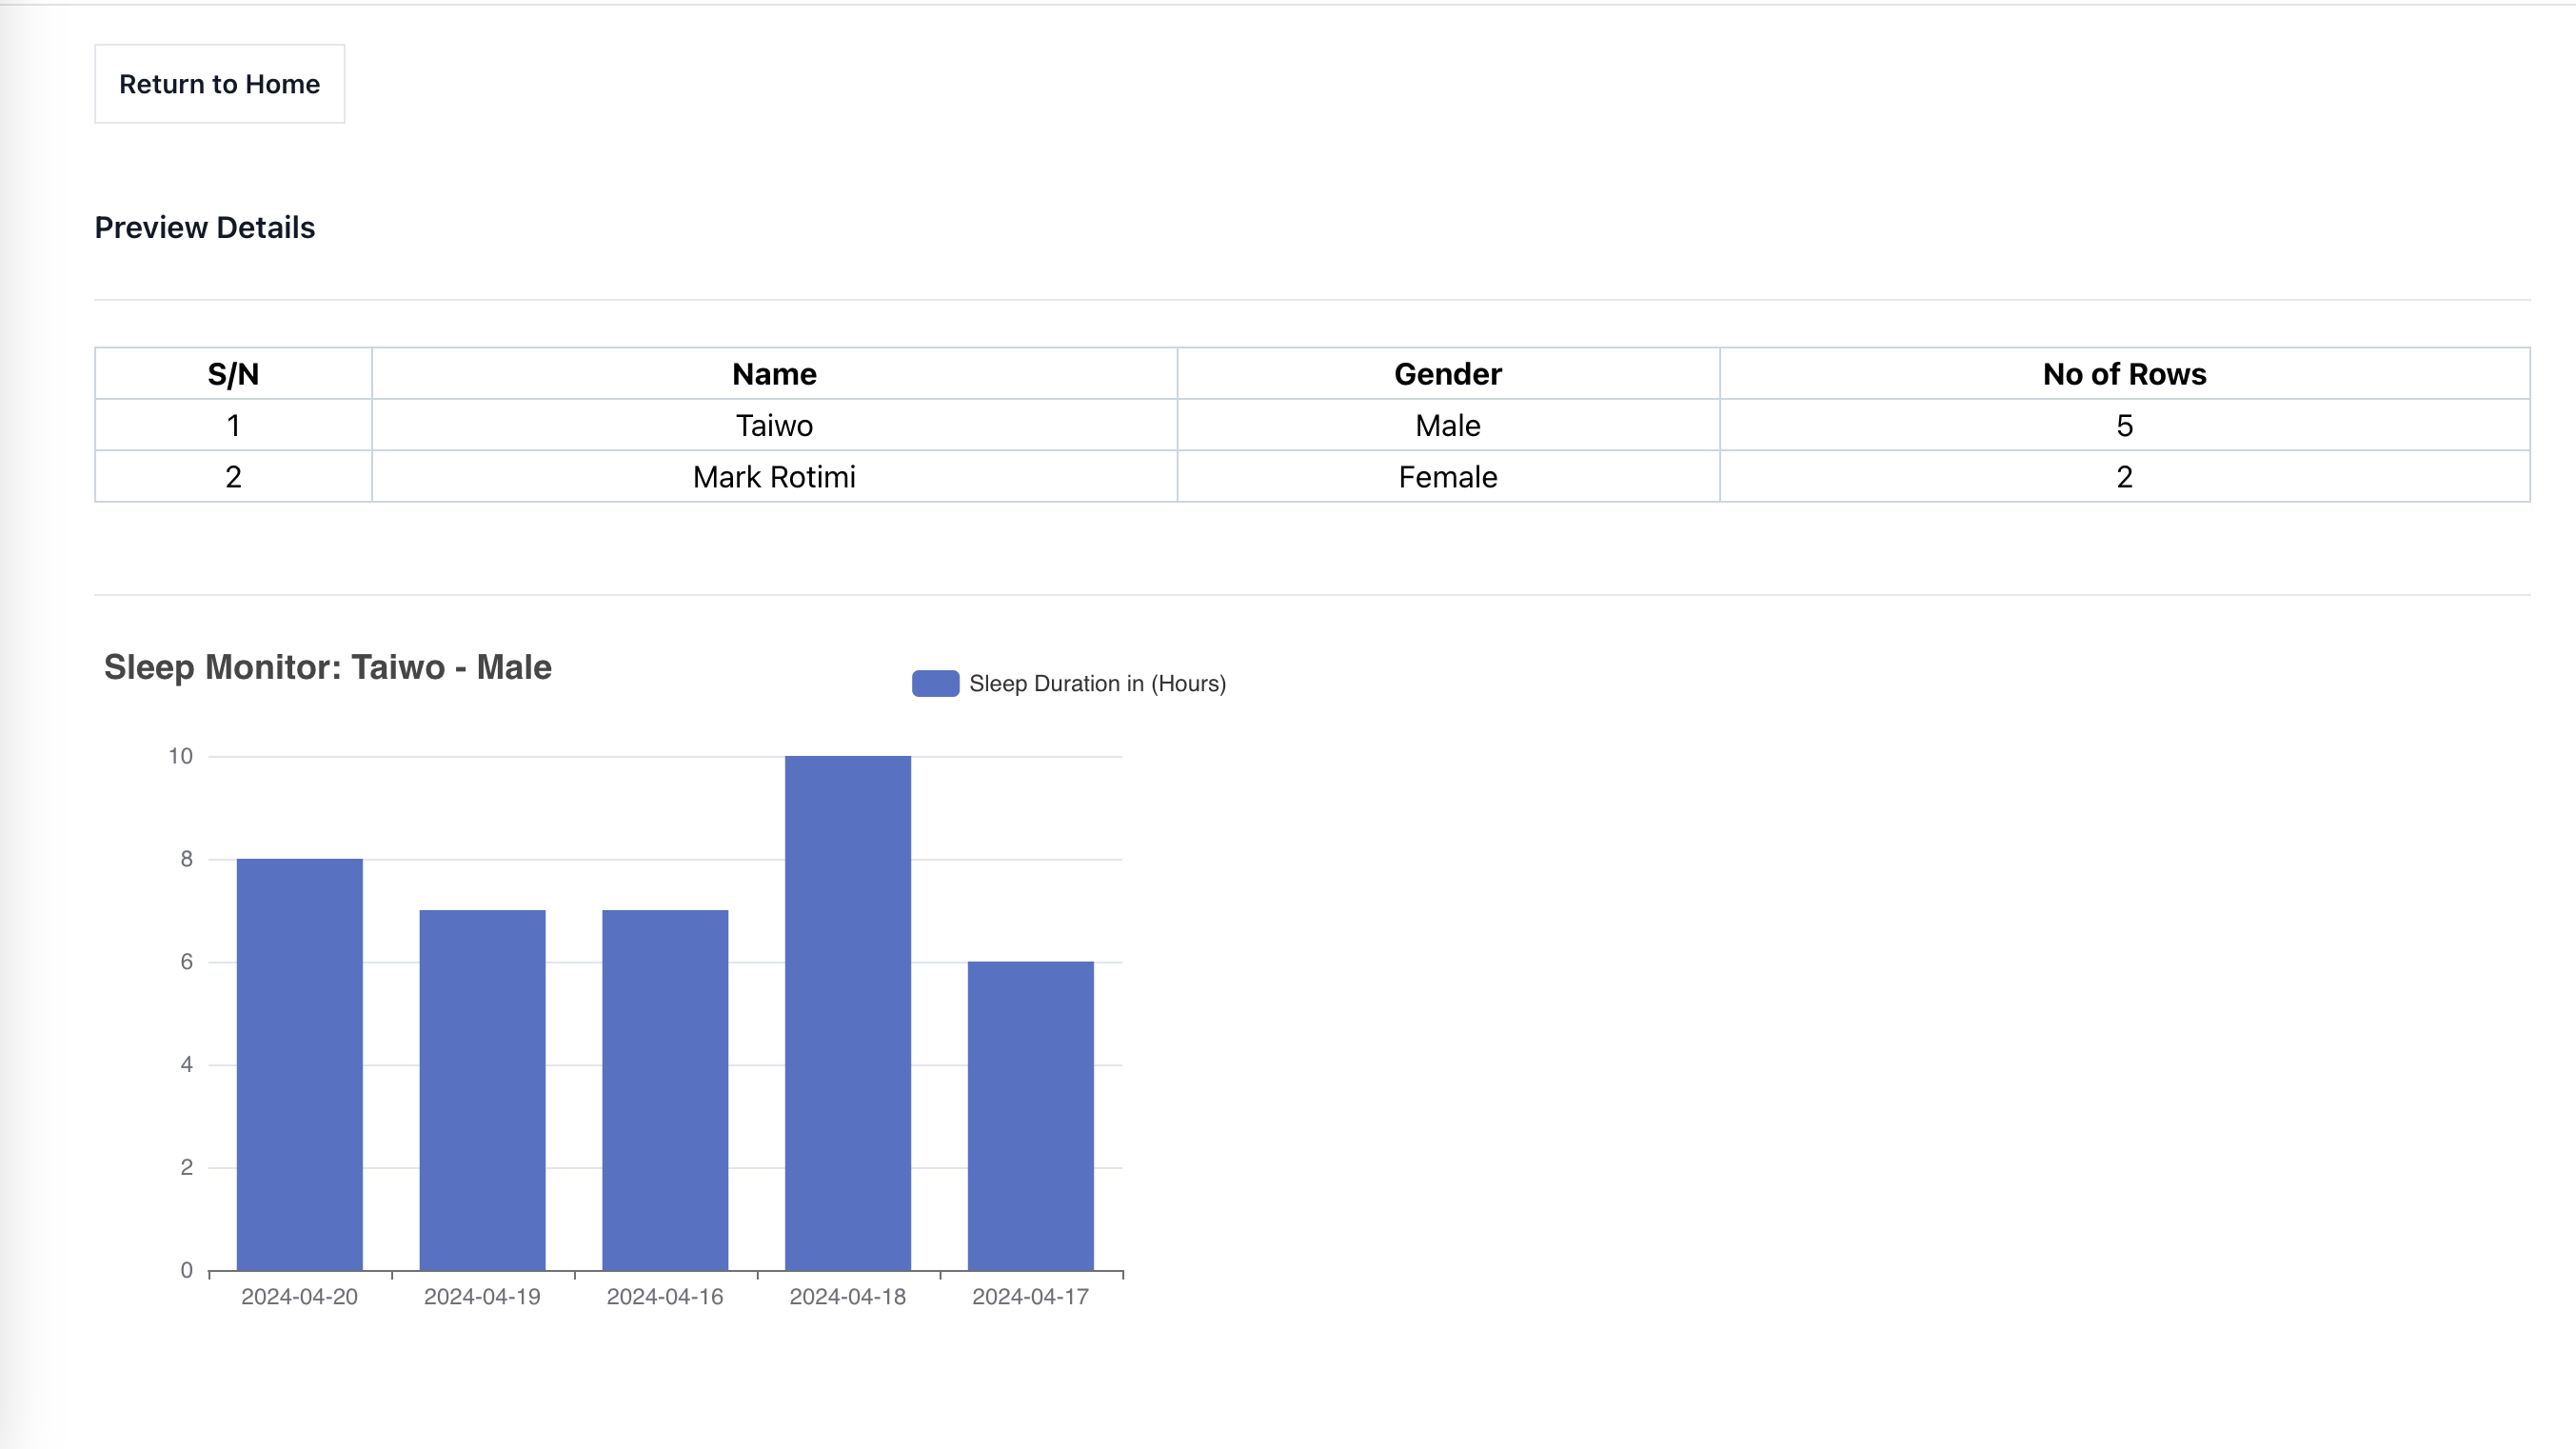 Return to Home
Preview Details
S/N Name Gender No of Rows
1 Taiwo Male 5
2 Mark Rotimi Female 2
Sleep Monitor: Taiwo - Male
Sleep Duration in (Hours)
10
8
6
4
2
0
2024-04-20 2024-04-19 2024-04-16 2024-04-18 2024-04-17